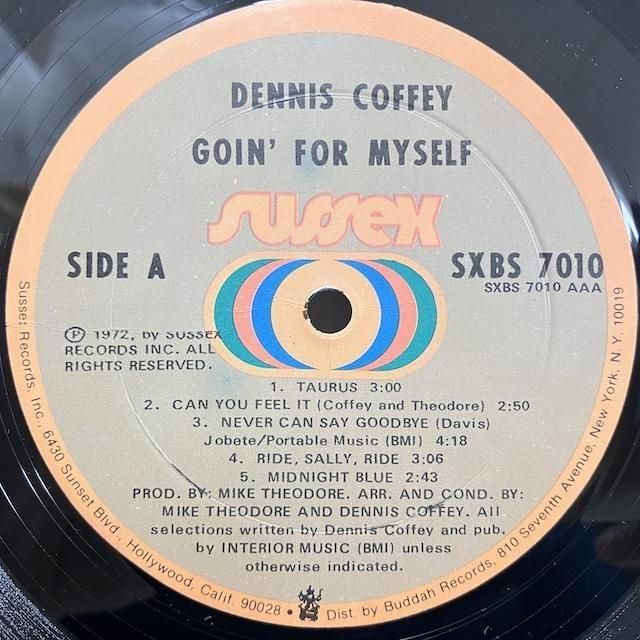 DENNIS COFFEY
GOIN' FOR MYSELF
sussex
SIDE A
SXBS 7010
SXBS 7010 AAA
Ⓟ 1972, by SUSSEX
RECORDS INC. ALL
RIGHTS RESERVED.
1. TAURUS 3:00
2. CAN YOU FEEL IT (Coffey and Theodore) 2:50
3. NEVER CAN SAY GOODBYE (Davis)
Jobete/Portable Music (BMI) 4:18
4. RIDE, SALLY, RIDE 3:06
5. MIDNIGHT BLUE 2:43
PROD. BY: MIKE THEODORE. ARR. AND COND. BY:
MIKE THEODORE AND DENNIS COFFEY. All
selections written by Dennis Coffey and pub.
by INTERIOR MUSIC (BMI) unless
otherwise indicated.
Sussex Records, Inc., 6430 Sunset Blvd., Hollywood, Calif. 90028 • Dist. by Buddah Records, 810 Seventh Avenue, New York, N.Y. 10019